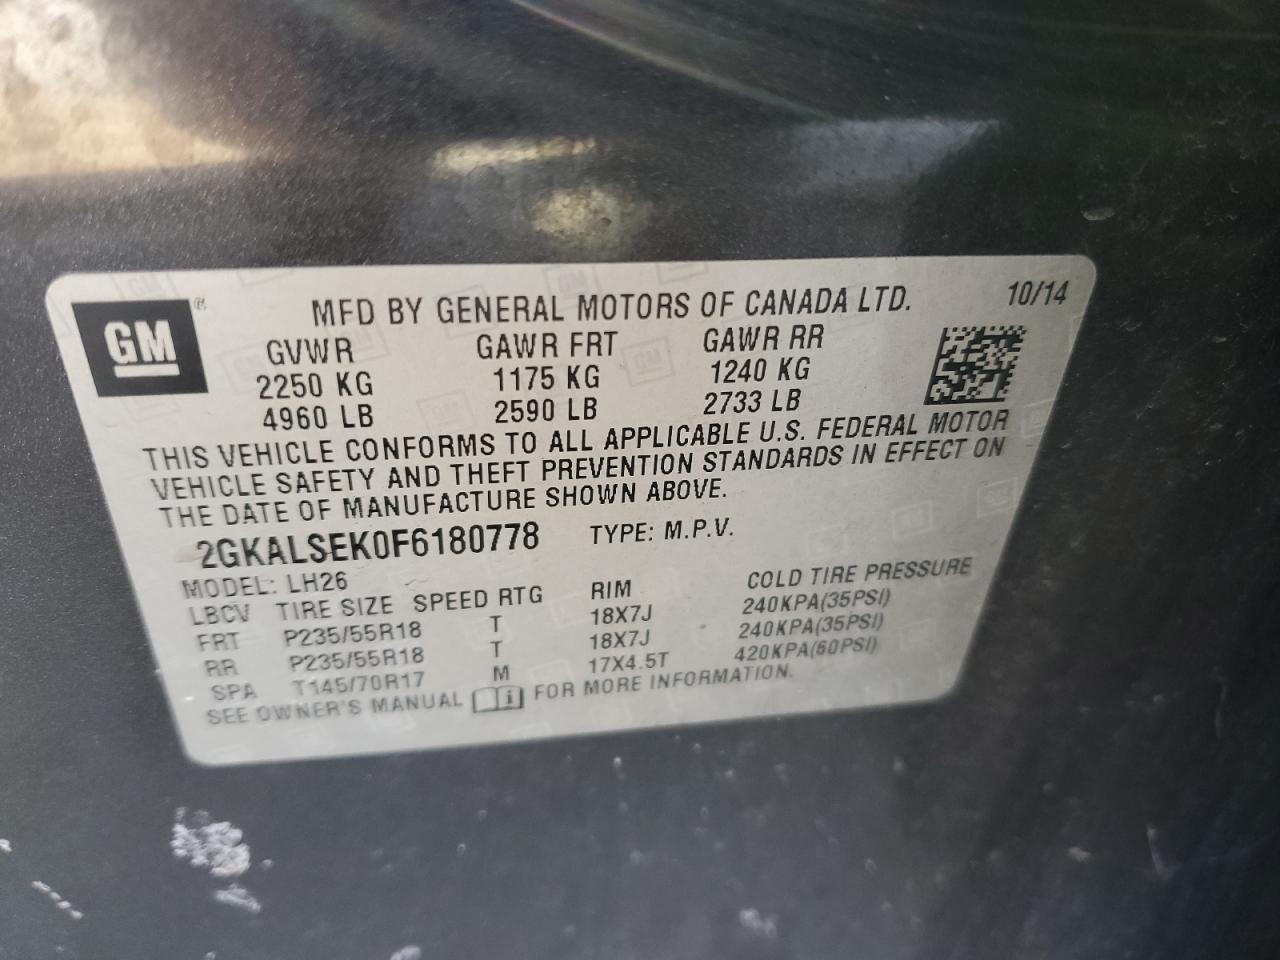 GM ®
MFD BY GENERAL MOTORS OF CANADA LTD. 10/14
GVWR GAWR FRT GAWR RR
2250 KG 1175 KG 1240 KG
4960 LB 2590 LB 2733 LB
THIS VEHICLE CONFORMS TO ALL APPLICABLE U.S. FEDERAL MOTOR
VEHICLE SAFETY AND THEFT PREVENTION STANDARDS IN EFFECT ON
THE DATE OF MANUFACTURE SHOWN ABOVE.
2GKALSEK0F6180778 TYPE: M.P.V.
MODEL: LH26
LBCV TIRE SIZE SPEED RTG RIM COLD TIRE PRESSURE
FRT P235/55R18 T 18X7J 240KPA(35PSI)
RR P235/55R18 T 18X7J 240KPA(35PSI)
SPA T145/70R17 M 17X4.5T 420KPA(60PSI)
SEE OWNER'S MANUAL i FOR MORE INFORMATION.